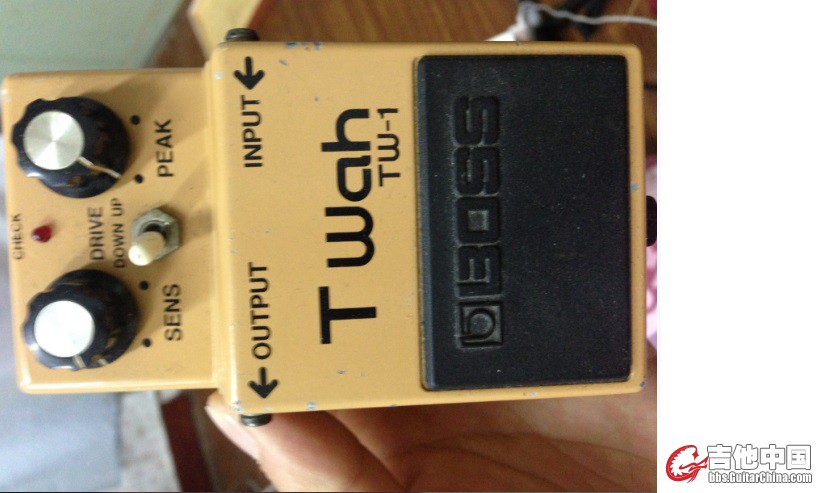 CHECK
SENS
DRIVE
DOWN UP
PEAK
OUTPUT
INPUT
T Wah
TW-1
BOSS
吉他中国
bbs.GuitarChina.com